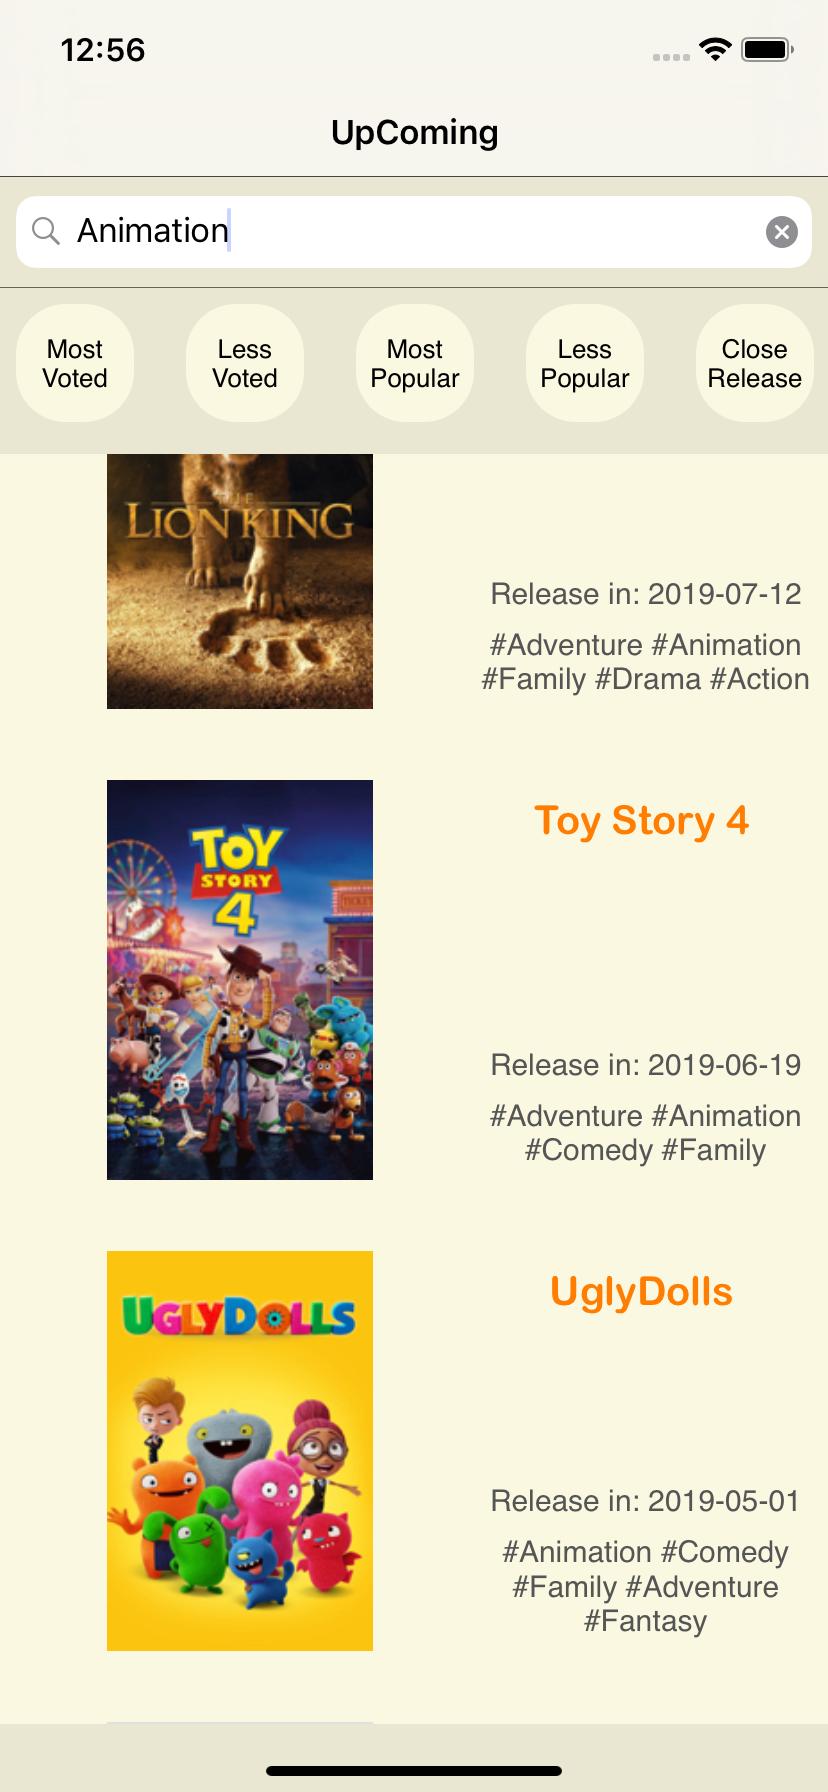 12:56
UpComing
Animation
Most
Voted
Less
Voted
Most
Popular
Less
Popular
Close
Release
THE
LION KING
Release in: 2019-07-12
#Adventure #Animation
#Family #Drama #Action
TOY
STORY
4
Toy Story 4
Release in: 2019-06-19
#Adventure #Animation
#Comedy #Family
UGLYDOLLS
UglyDolls
Release in: 2019-05-01
#Animation #Comedy
#Family #Adventure
#Fantasy